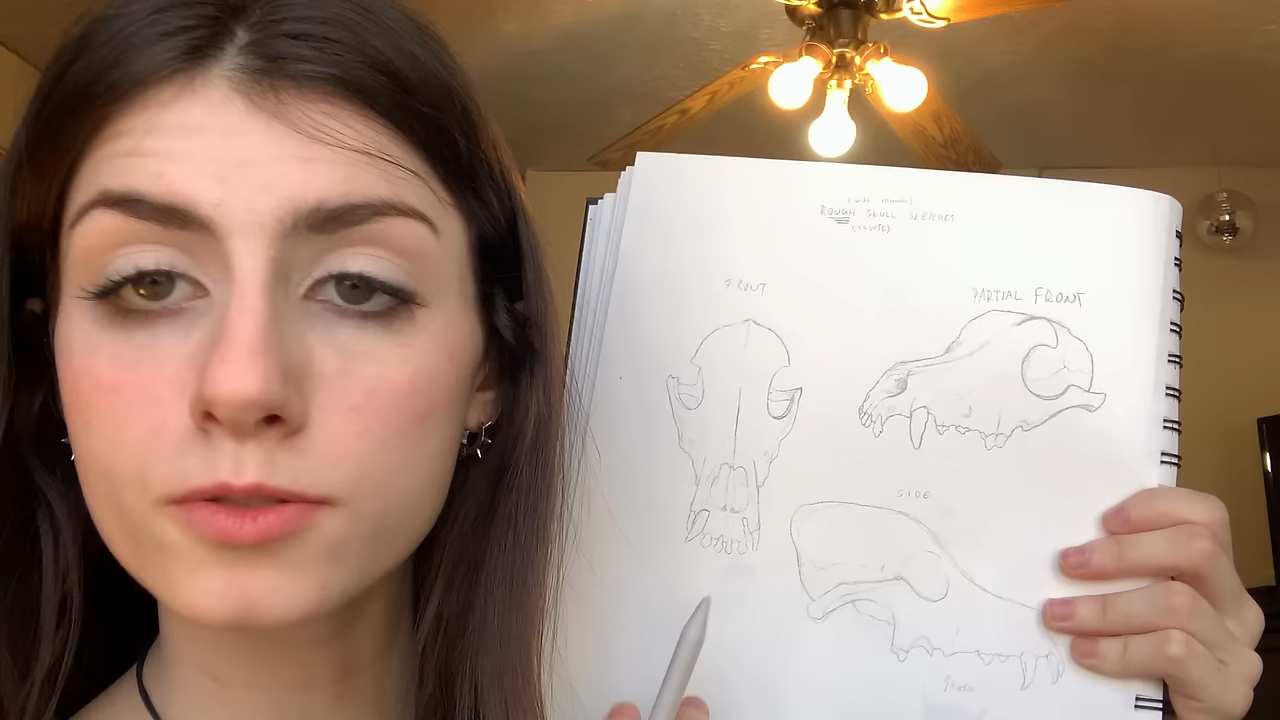 ROUGH SKULL SKETCHES
(COYOTE)
FRONT
PARTIAL FRONT
SIDE